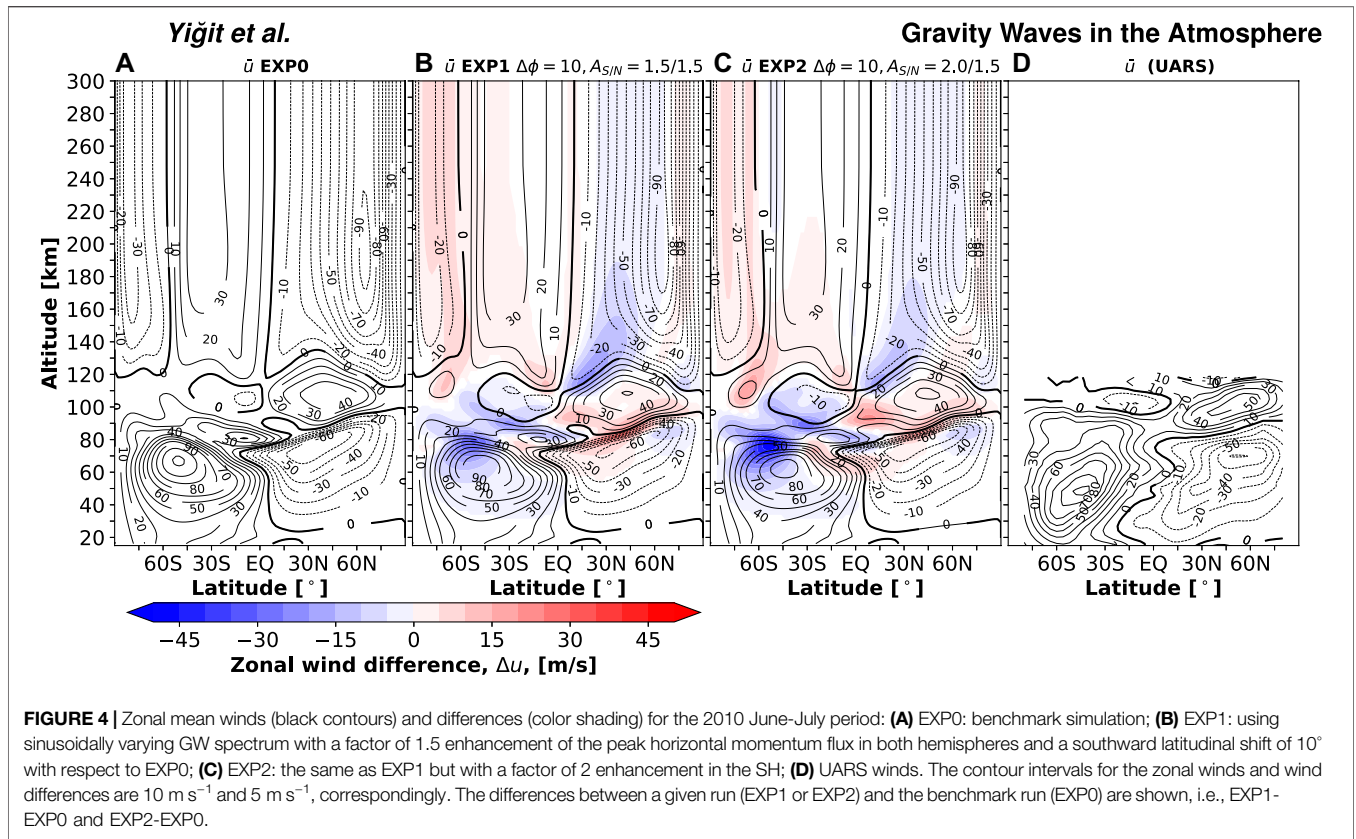 Yiğit et al.
Gravity Waves in the Atmosphere
A ū EXP0
B ū EXP1 Δϕ = 10, A_S/N = 1.5/1.5
C ū EXP2 Δϕ = 10, A_S/N = 2.0/1.5
D ū (UARS)
Altitude [km]
300
280
260
240
220
200
180
160
140
120
100
80
60
40
20
60S 30S EQ 30N 60N
60S 30S EQ 30N 60N
60S 30S EQ 30N 60N
60S 30S EQ 30N 60N
Latitude [°]
Latitude [°]
Latitude [°]
Latitude [°]
−45 −30 −15 0 15 30 45
Zonal wind difference, Δu, [m/s]
FIGURE 4 | Zonal mean winds (black contours) and differences (color shading) for the 2010 June-July period: (A) EXP0: benchmark simulation; (B) EXP1: using
sinusoidally varying GW spectrum with a factor of 1.5 enhancement of the peak horizontal momentum flux in both hemispheres and a southward latitudinal shift of 10°
with respect to EXP0; (C) EXP2: the same as EXP1 but with a factor of 2 enhancement in the SH; (D) UARS winds. The contour intervals for the zonal winds and wind
differences are 10 m s⁻¹ and 5 m s⁻¹, correspondingly. The differences between a given run (EXP1 or EXP2) and the benchmark run (EXP0) are shown, i.e., EXP1-
EXP0 and EXP2-EXP0.